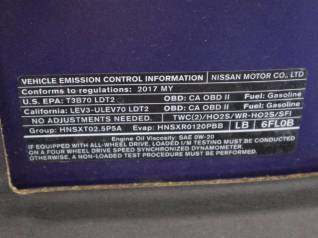 VEHICLE EMISSION CONTROL INFORMATION NISSAN MOTOR CO., LTD
Conforms to regulations: 2017 MY
U.S. EPA: T3B70 LDT2 OBD: CA OBD II Fuel: Gasoline
California: LEV3-ULEV70 LDT2 OBD: CA OBD II Fuel: Gasoline
NO ADJUSTMENTS NEEDED. TWC(2)/HO2S/WR-HO2S/SFI
Group: HNSXT02.5P5A Evap: HNSXR0120PBB LB 6FL0B
Engine Oil Viscosity: SAE 0W-20
IF EQUIPPED WITH ALL-WHEEL DRIVE, LOADED I/M TESTING MUST BE CONDUCTED
ON A FOUR WHEEL DRIVE SPEED SYNCHRONIZED DYNAMOMETER.
OTHERWISE, A NON-LOADED TEST PROCEDURE MUST BE CONDUCTED.